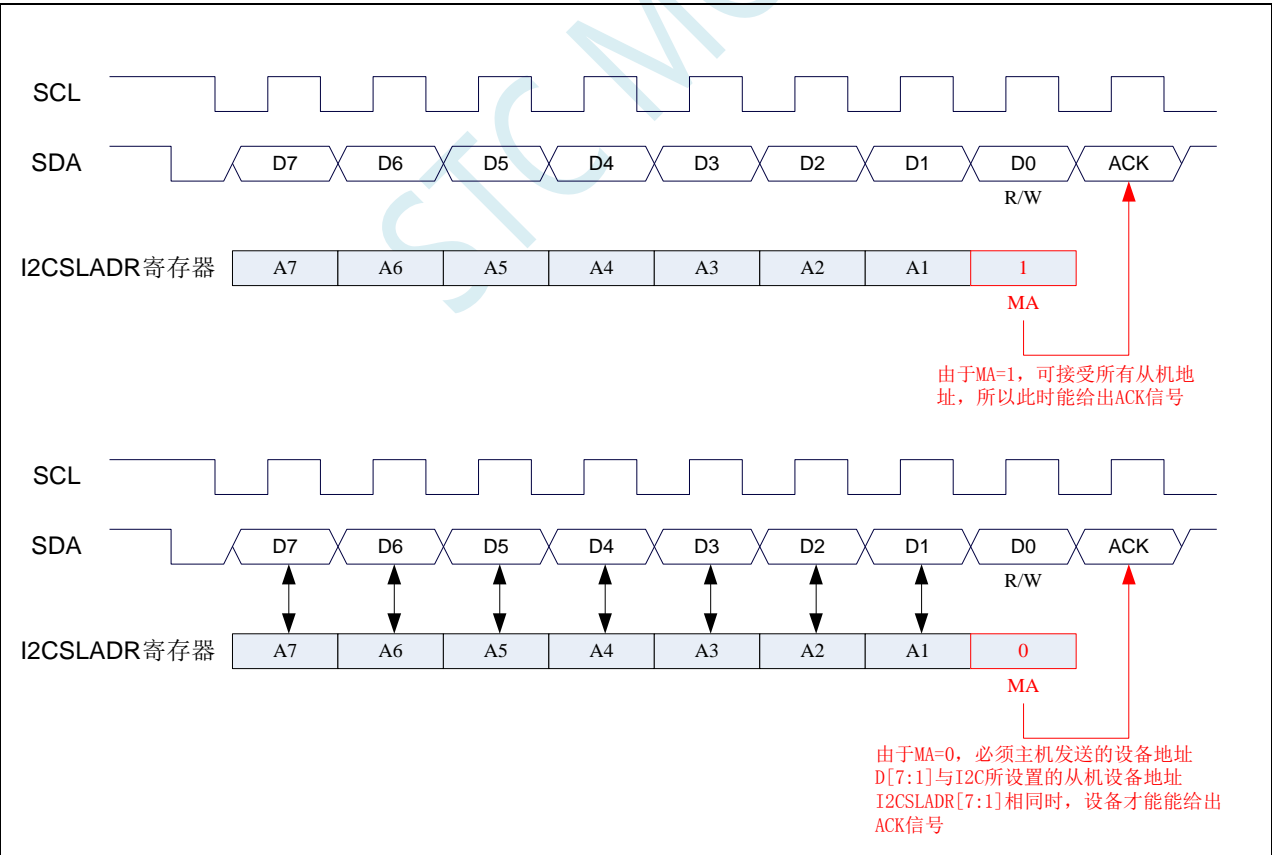 STC M
SCL
SDA D7 D6 D5 D4 D3 D2 D1 D0 ACK
R/W
I2CSLADR寄存器 A7 A6 A5 A4 A3 A2 A1 1
MA
由于MA=1，可接受所有从机地
址，所以此时能给出ACK信号
SCL
SDA D7 D6 D5 D4 D3 D2 D1 D0 ACK
R/W
I2CSLADR寄存器 A7 A6 A5 A4 A3 A2 A1 0
MA
由于MA=0，必须主机发送的设备地址
D[7:1]与I2C所设置的从机设备地址
I2CSLADR[7:1]相同时，设备才能能给出
ACK信号